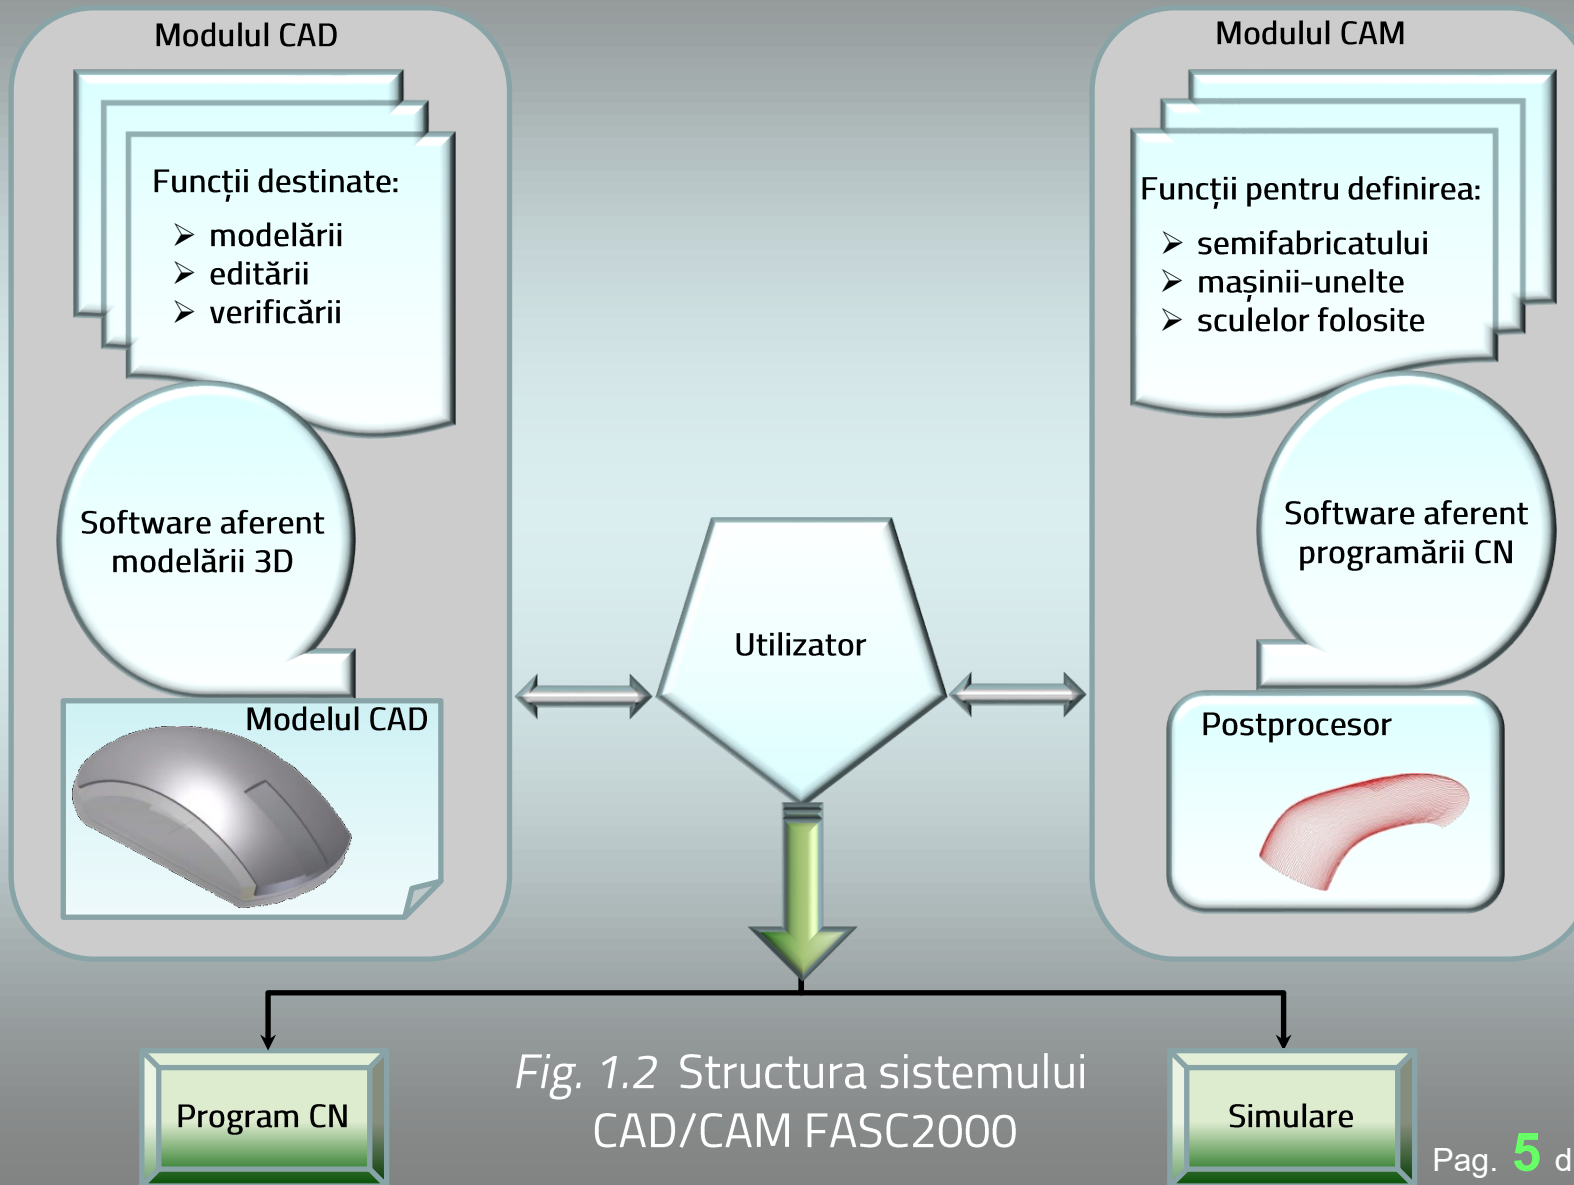 Modulul CAD
Funcții destinate:
➢ modelării
➢ editării
➢ verificării
Software aferent
modelării 3D
Modelul CAD
Utilizator
Modulul CAM
Funcții pentru definirea:
➢ semifabricatului
➢ mașinii-unelte
➢ sculelor folosite
Software aferent
programării CN
Postprocesor
Program CN
Fig. 1.2 Structura sistemului
CAD/CAM FASC2000
Simulare
Pag. 5 d